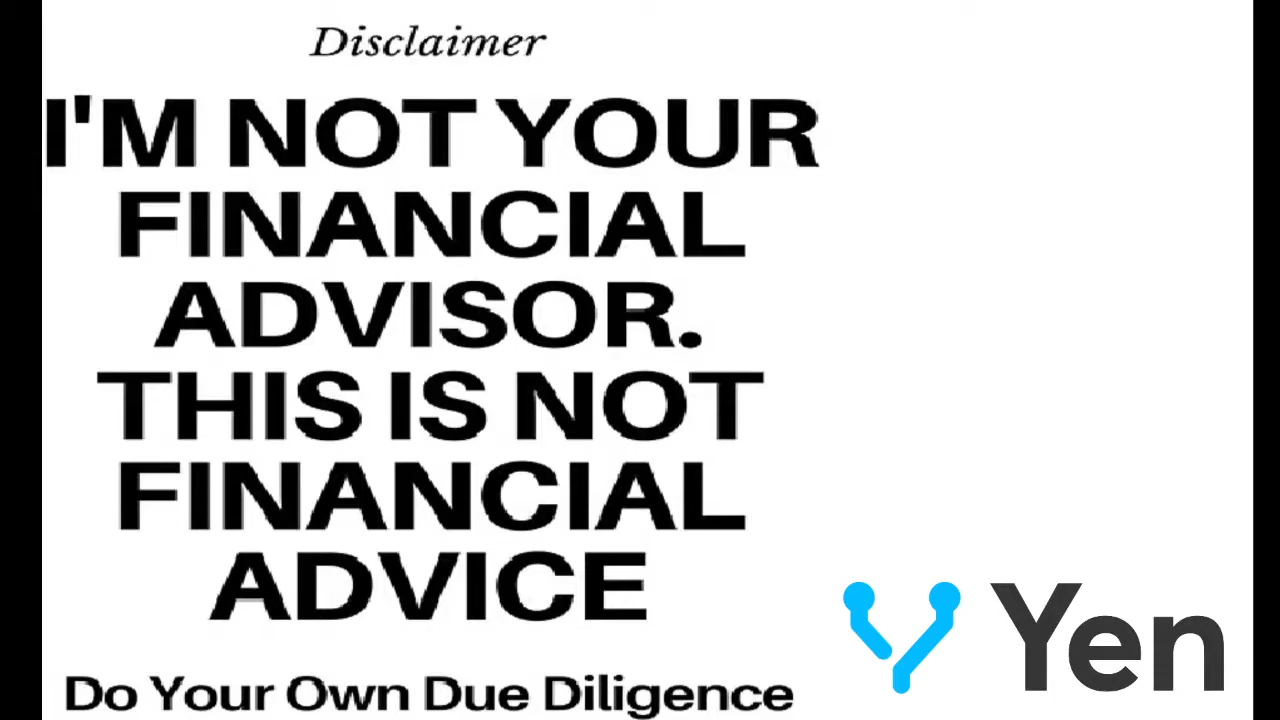 Disclaimer
I'M NOT YOUR
FINANCIAL
ADVISOR.
THIS IS NOT
FINANCIAL
ADVICE
Do Your Own Due Diligence
Yen